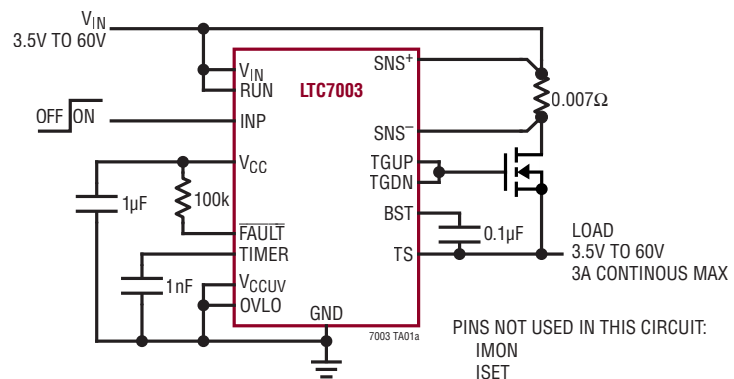 VIN
3.5V TO 60V
VIN
RUN
LTC7003
SNS+
0.007Ω
OFF ON
INP
SNS−
VCC
TGUP
TGDN
1µF
100k
BST
0.1µF
FAULT
TIMER
TS
LOAD
3.5V TO 60V
3A CONTINOUS MAX
1nF
VCCUV
OVLO
GND
7003 TA01a
PINS NOT USED IN THIS CIRCUIT:
IMON
ISET